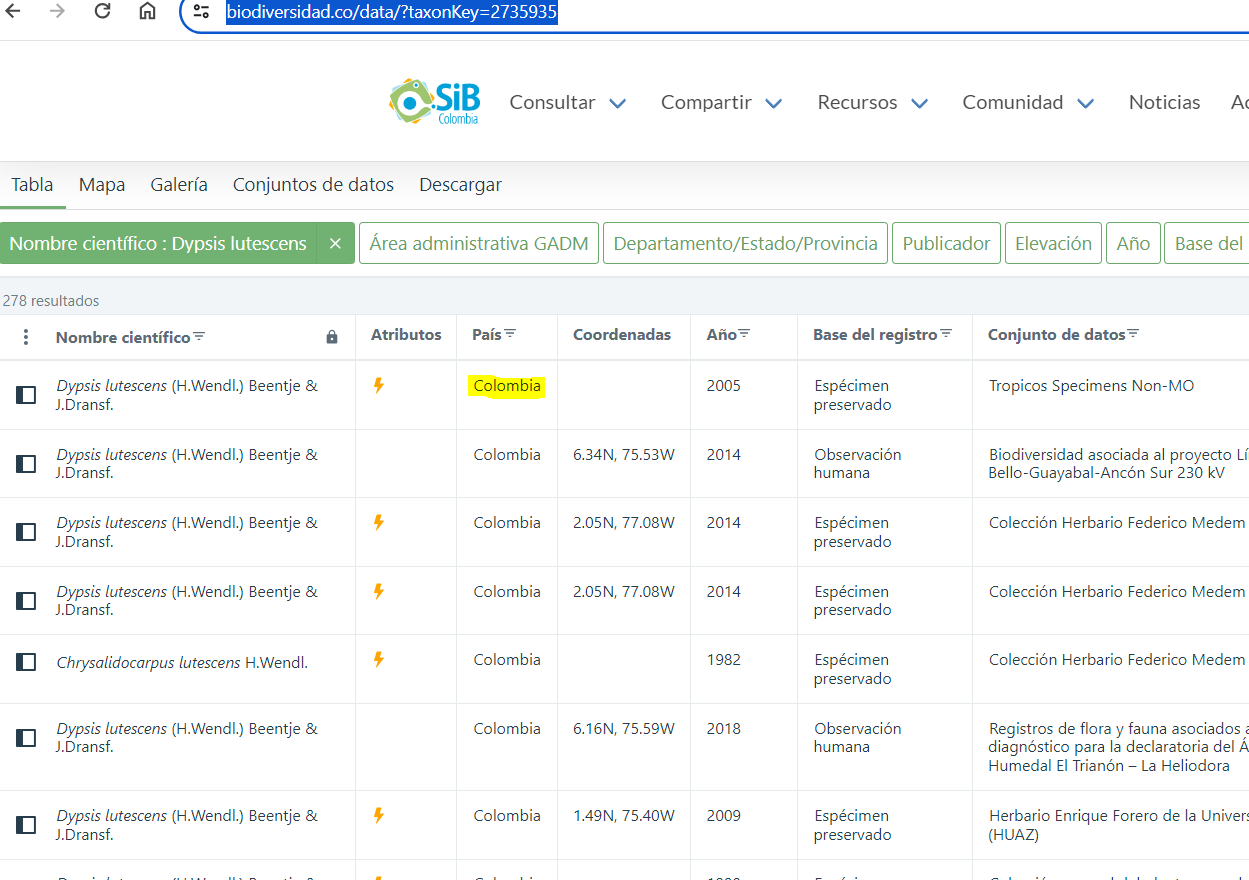 biodiversidad.co/data/?taxonKey=2735935
SiB
Colombia
Consultar Compartir Recursos Comunidad Noticias
Tabla Mapa Galería Conjuntos de datos Descargar
Nombre científico : Dypsis lutescens × Área administrativa GADM Departamento/Estado/Provincia Publicador Elevación Año Base del
278 resultados
Nombre científico Atributos País Coordenadas Año Base del registro Conjunto de datos
Dypsis lutescens (H.Wendl.) Beentje & Colombia 2005 Espécimen Tropicos Specimens Non-MO
J.Dransf. preservado
Dypsis lutescens (H.Wendl.) Beentje & Colombia 6.34N, 75.53W 2014 Observación Biodiversidad asociada al proyecto
J.Dransf. humana Bello-Guayabal-Ancón Sur 230 kV
Dypsis lutescens (H.Wendl.) Beentje & Colombia 2.05N, 77.08W 2014 Espécimen Colección Herbario Federico Medem
J.Dransf. preservado
Dypsis lutescens (H.Wendl.) Beentje & Colombia 2.05N, 77.08W 2014 Espécimen Colección Herbario Federico Medem
J.Dransf. preservado
Chrysalidocarpus lutescens H.Wendl. Colombia 1982 Espécimen Colección Herbario Federico Medem
preservado
Dypsis lutescens (H.Wendl.) Beentje & Colombia 6.16N, 75.59W 2018 Observación Registros de flora y fauna asociados
J.Dransf. humana diagnóstico para la declaratoria del
Humedal El Trianón – La Heliodora
Dypsis lutescens (H.Wendl.) Beentje & Colombia 1.49N, 75.40W 2009 Espécimen Herbario Enrique Forero de la
J.Dransf. preservado (HUAZ)